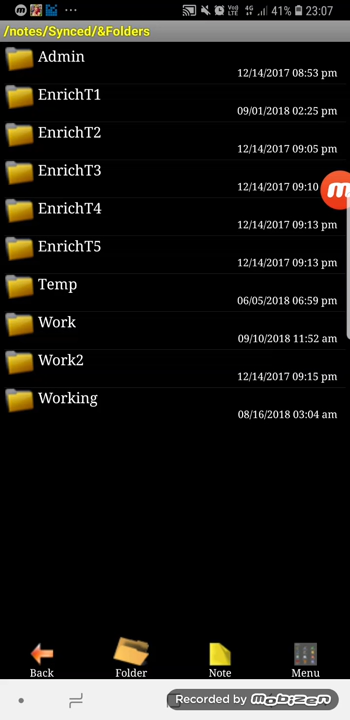 VoD LTE 4G 41% 23:07
/notes/Synced/&Folders
Admin
12/14/2017 08:53 pm
EnrichT1
09/01/2018 02:25 pm
EnrichT2
12/14/2017 09:05 pm
EnrichT3
12/14/2017 09:10
EnrichT4
12/14/2017 09:13 pm
EnrichT5
12/14/2017 09:13 pm
Temp
06/05/2018 06:59 pm
Work
09/10/2018 11:52 am
Work2
12/14/2017 09:15 pm
Working
08/16/2018 03:04 am
Back Folder Note Menu
Recorded by mobizen